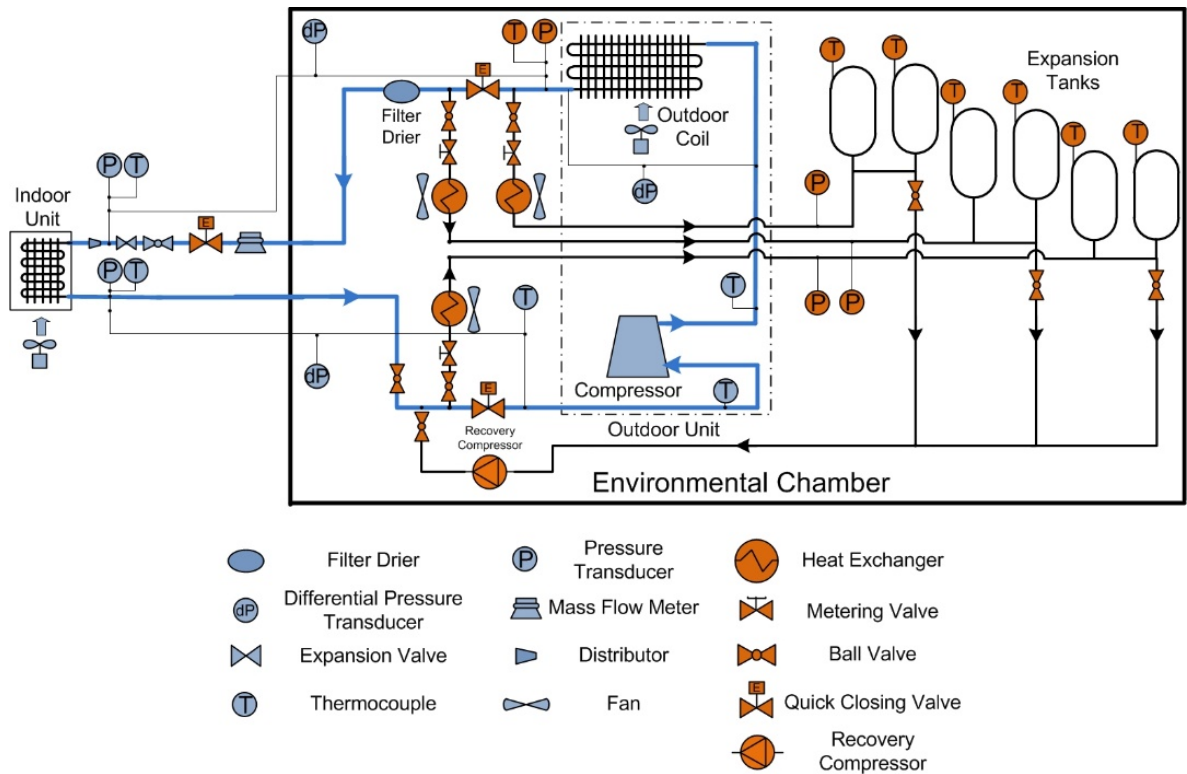 dP
T
P
E
T
T
Expansion
Tanks
Filter
Drier
Outdoor
Coil
T
T
T
T
P
T
dP
P
Indoor
Unit
E
P
T
T
T
P
P
dP
Compressor
T
E
Recovery
Compressor
Outdoor Unit
Environmental Chamber
Filter Drier
P
Pressure
Transducer
Heat Exchanger
dP
Differential Pressure
Transducer
Mass Flow Meter
Metering Valve
Expansion Valve
Distributor
Ball Valve
T
Thermocouple
Fan
E
Quick Closing Valve
Recovery
Compressor